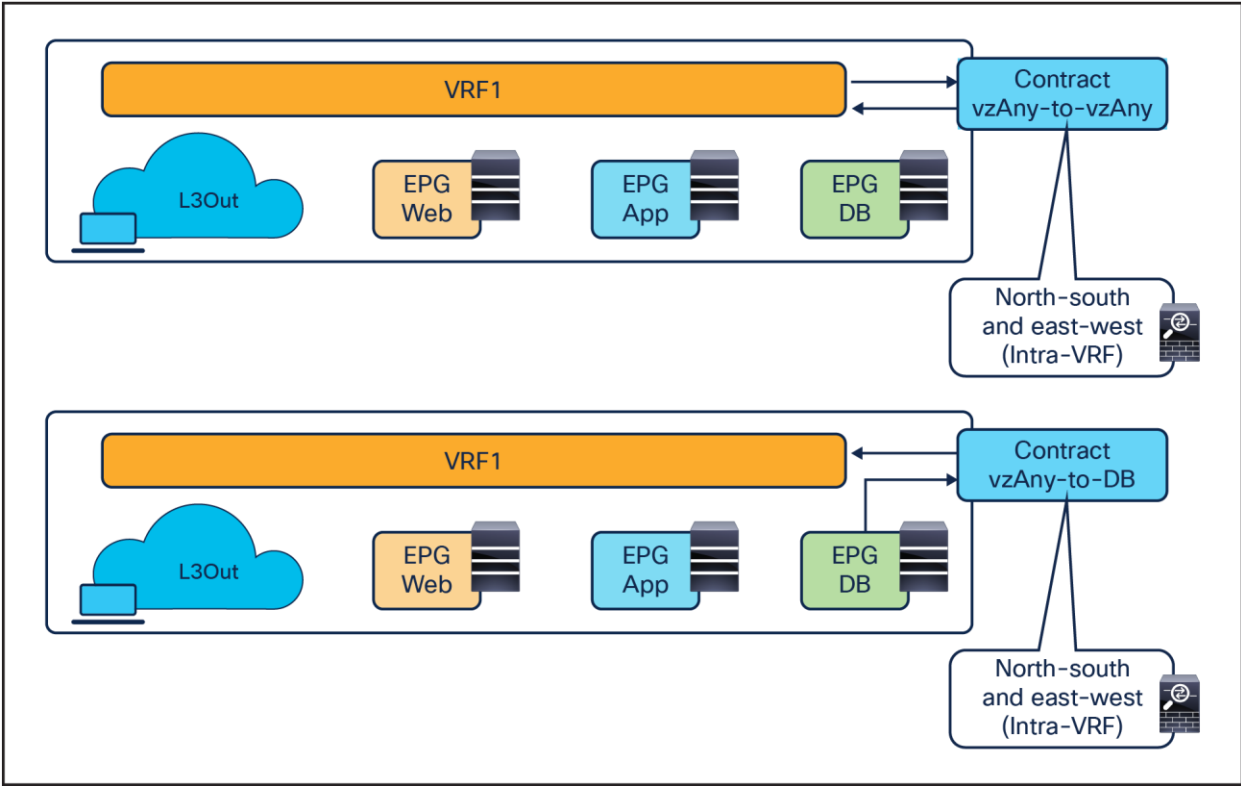 VRF1
Contract
vzAny-to-vzAny
L3Out
EPG
Web
EPG
App
EPG
DB
North-south
and east-west
(Intra-VRF)
VRF1
Contract
vzAny-to-DB
L3Out
EPG
Web
EPG
App
EPG
DB
North-south
and east-west
(Intra-VRF)